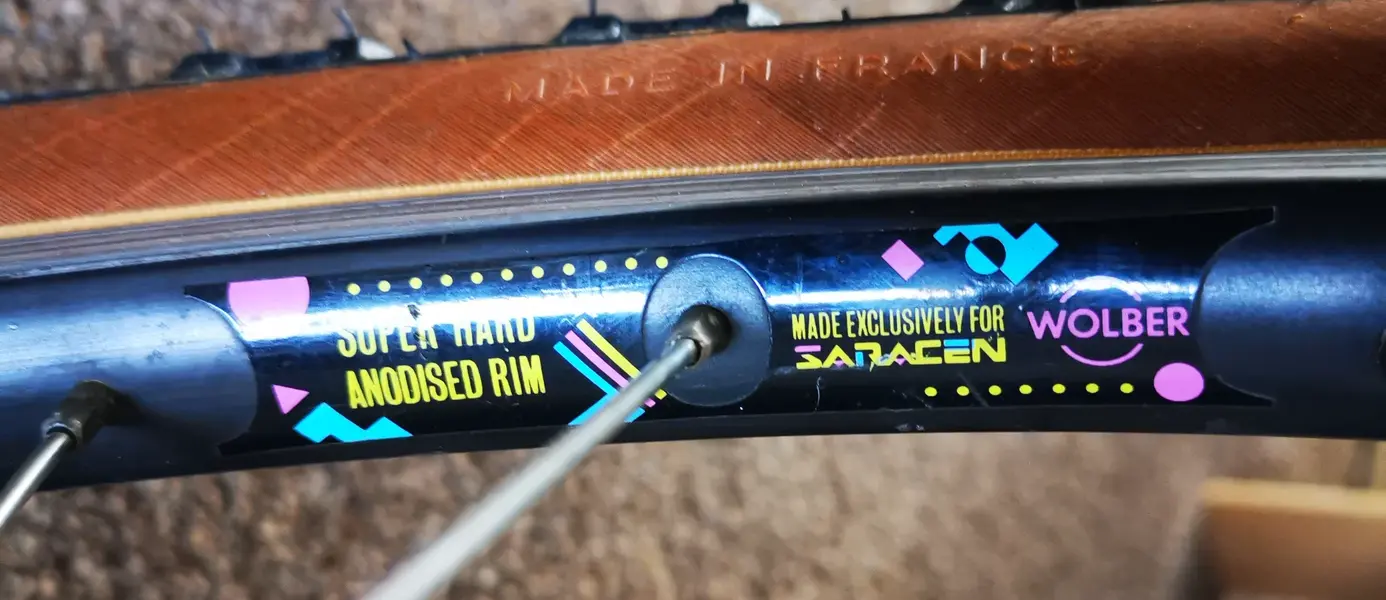 MADE IN FRANCE
SUPER HARD
ANODISED RIM
MADE EXCLUSIVELY FOR
SARACEN
WOLBER